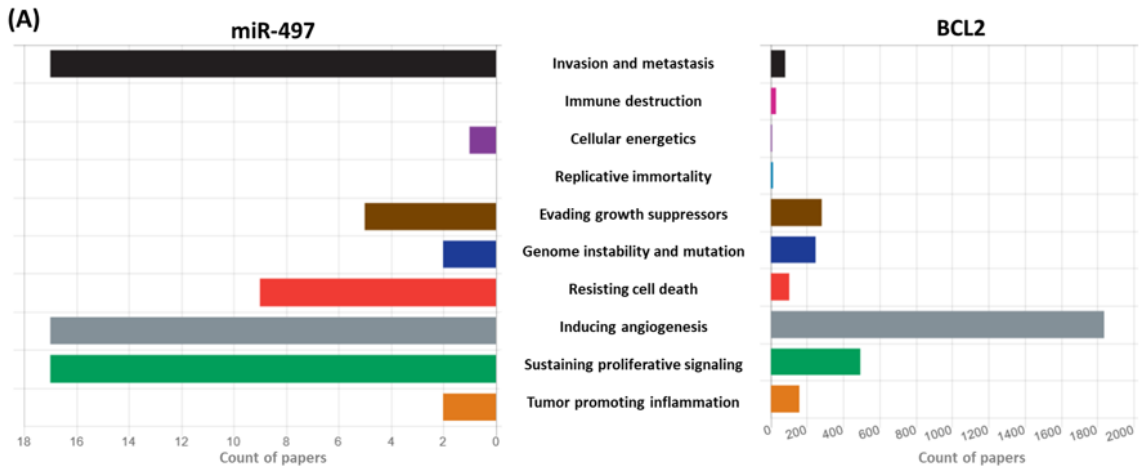 (A)
miR-497
BCL2
Invasion and metastasis
Immune destruction
Cellular energetics
Replicative immortality
Evading growth suppressors
Genome instability and mutation
Resisting cell death
Inducing angiogenesis
Sustaining proliferative signaling
Tumor promoting inflammation
18 16 14 12 10 8 6 4 2 0
Count of papers
0 200 400 600 800 1000 1200 1400 1600 1800 2000
Count of papers